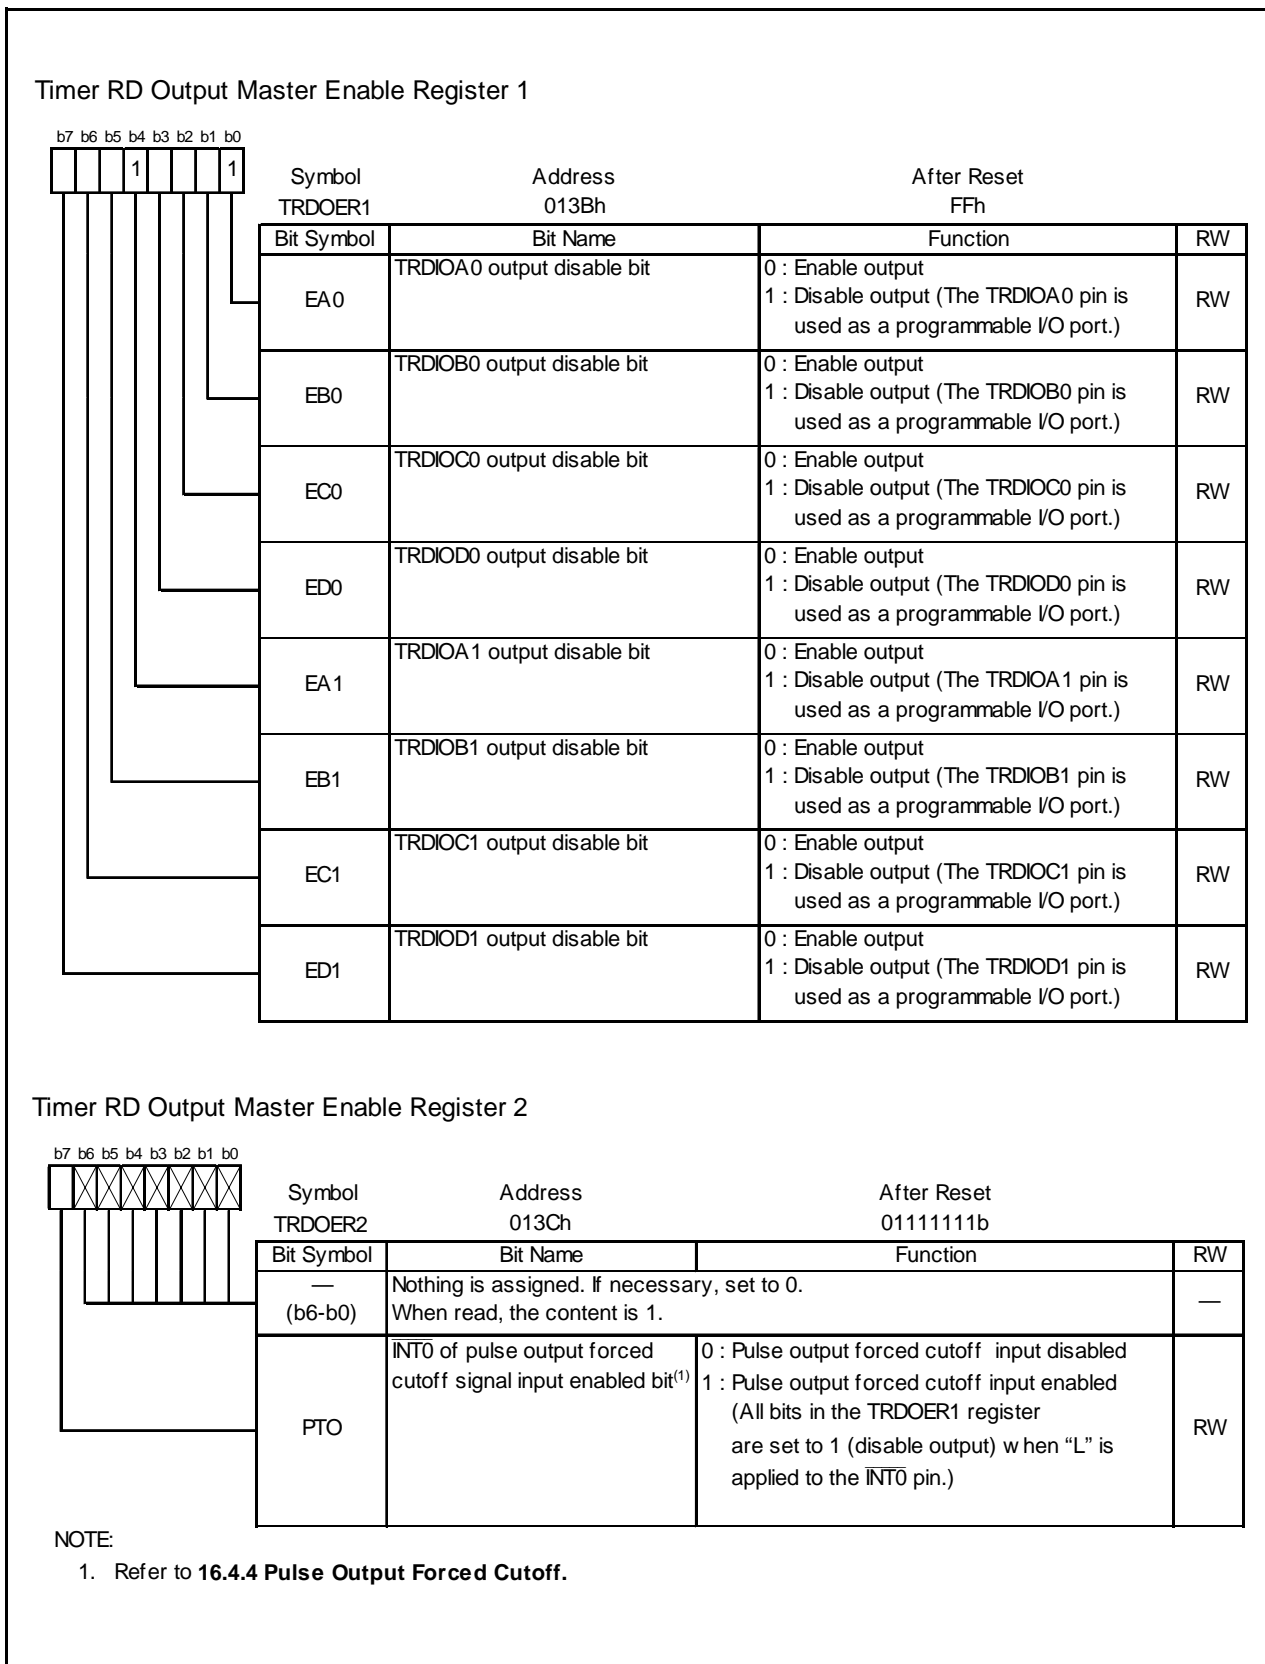 Timer RD Output Master Enable Register 1
b7 b6 b5 b4 b3 b2 b1 b0
1 1
Symbol Address After Reset
TRDOER1 013Bh FFh
Bit Symbol Bit Name Function RW
EA0 TRDIOA0 output disable bit 0 : Enable output
1 : Disable output (The TRDIOA0 pin is
used as a programmable I/O port.) RW
EB0 TRDIOB0 output disable bit 0 : Enable output
1 : Disable output (The TRDIOB0 pin is
used as a programmable I/O port.) RW
EC0 TRDIOC0 output disable bit 0 : Enable output
1 : Disable output (The TRDIOC0 pin is
used as a programmable I/O port.) RW
ED0 TRDIOD0 output disable bit 0 : Enable output
1 : Disable output (The TRDIOD0 pin is
used as a programmable I/O port.) RW
EA1 TRDIOA1 output disable bit 0 : Enable output
1 : Disable output (The TRDIOA1 pin is
used as a programmable I/O port.) RW
EB1 TRDIOB1 output disable bit 0 : Enable output
1 : Disable output (The TRDIOB1 pin is
used as a programmable I/O port.) RW
EC1 TRDIOC1 output disable bit 0 : Enable output
1 : Disable output (The TRDIOC1 pin is
used as a programmable I/O port.) RW
ED1 TRDIOD1 output disable bit 0 : Enable output
1 : Disable output (The TRDIOD1 pin is
used as a programmable I/O port.) RW
Timer RD Output Master Enable Register 2
b7 b6 b5 b4 b3 b2 b1 b0
Symbol Address After Reset
TRDOER2 013Ch 01111111b
Bit Symbol Bit Name Function RW
— Nothing is assigned. If necessary, set to 0.
(b6-b0) When read, the content is 1. —
INT0 of pulse output forced 0 : Pulse output forced cutoff input disabled
cutoff signal input enabled bit(1) 1 : Pulse output forced cutoff input enabled
(All bits in the TRDOER1 register
PTO RW
are set to 1 (disable output) when “L” is
applied to the INT0 pin.)
NOTE:
1. Refer to 16.4.4 Pulse Output Forced Cutoff.